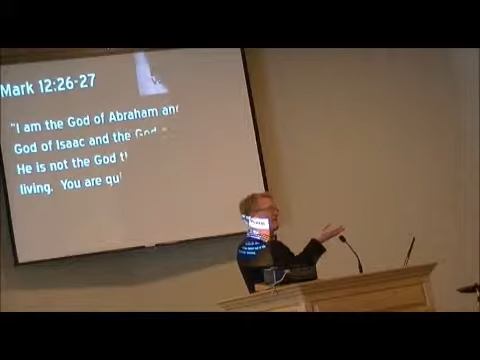 Mark 12:26-27
"I am the God of Abraham and
God of Isaac and the God
He is not the God
living. You are